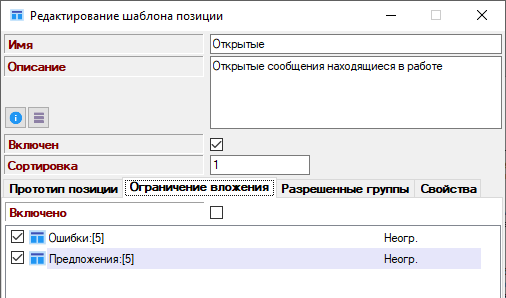 Редактирование шаблона позиции
Имя Открытые
Описание Открытые сообщения находящиеся в работе
Включен
Сортировка 1
Прототип позиции Ограничение вложения Разрешенные группы Свойства
Включено
Ошибки:[5] Неогр.
Предложения:[5] Неогр.